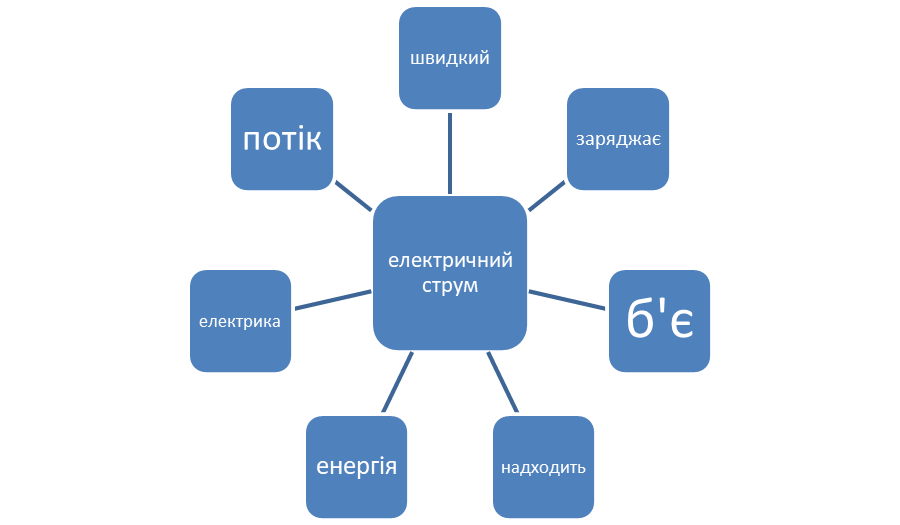 швидкий
потік
заряджає
електричний
струм
електрика
б'є
енергія
надходить